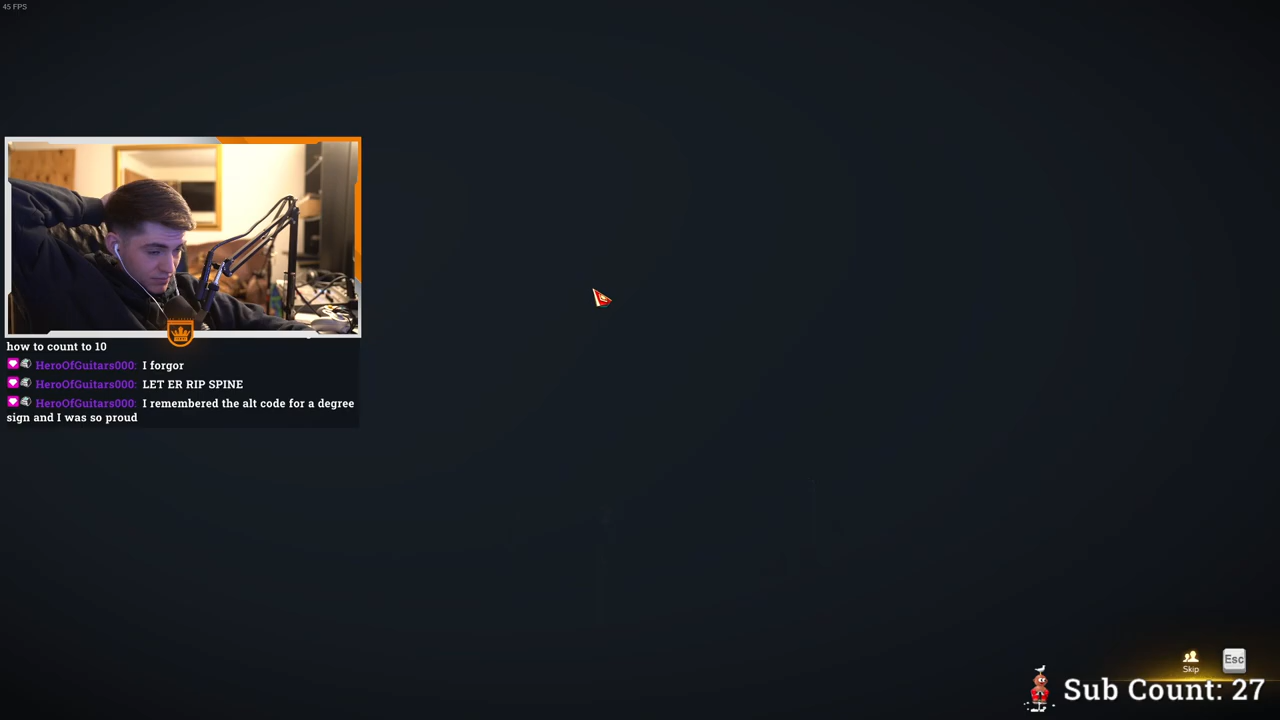 45 FPS
how to count to 10
HeroOfGuitars000: I forgor
HeroOfGuitars000: LET ER RIP SPINE
HeroOfGuitars000: I remembered the alt code for a degree
sign and I was so proud
Skip
Esc
Sub Count: 27